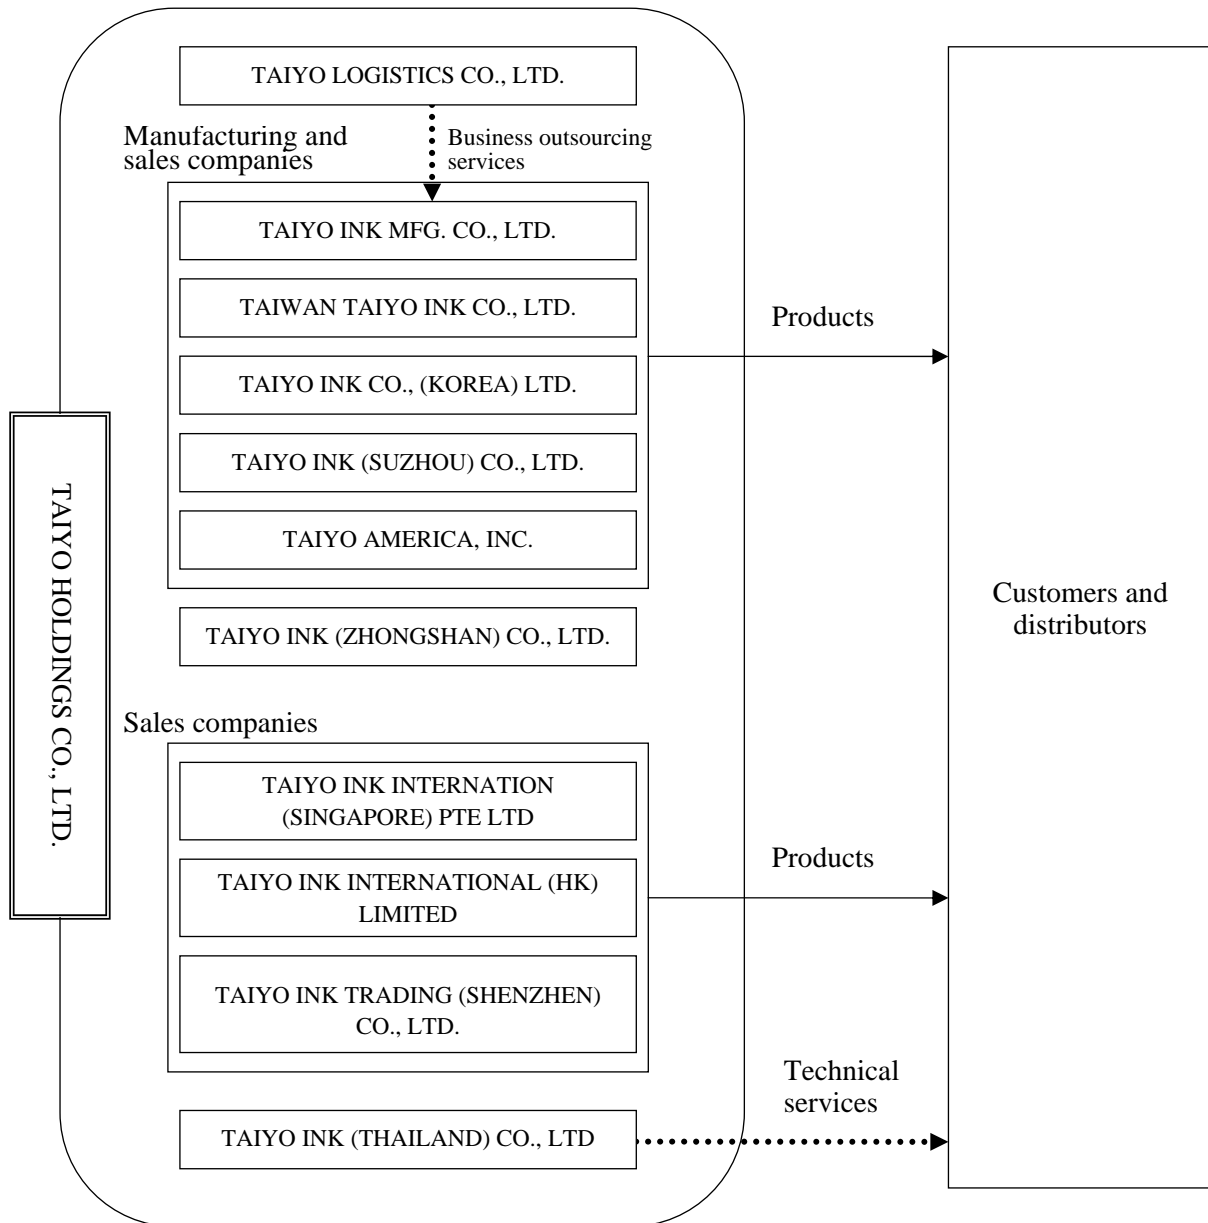 TAIYO LOGISTICS CO., LTD.
Manufacturing and
sales companies
Business outsourcing
services
TAIYO INK MFG. CO., LTD.
TAIWAN TAIYO INK CO., LTD.
TAIYO INK CO., (KOREA) LTD.
TAIYO INK (SUZHOU) CO., LTD.
TAIYO AMERICA, INC.
Products
TAIYO HOLDINGS CO., LTD.
Customers and
distributors
TAIYO INK (ZHONGSHAN) CO., LTD.
Sales companies
TAIYO INK INTERNATION
(SINGAPORE) PTE LTD
TAIYO INK INTERNATIONAL (HK)
LIMITED
TAIYO INK TRADING (SHENZHEN)
CO., LTD.
Products
Technical
services
TAIYO INK (THAILAND) CO., LTD